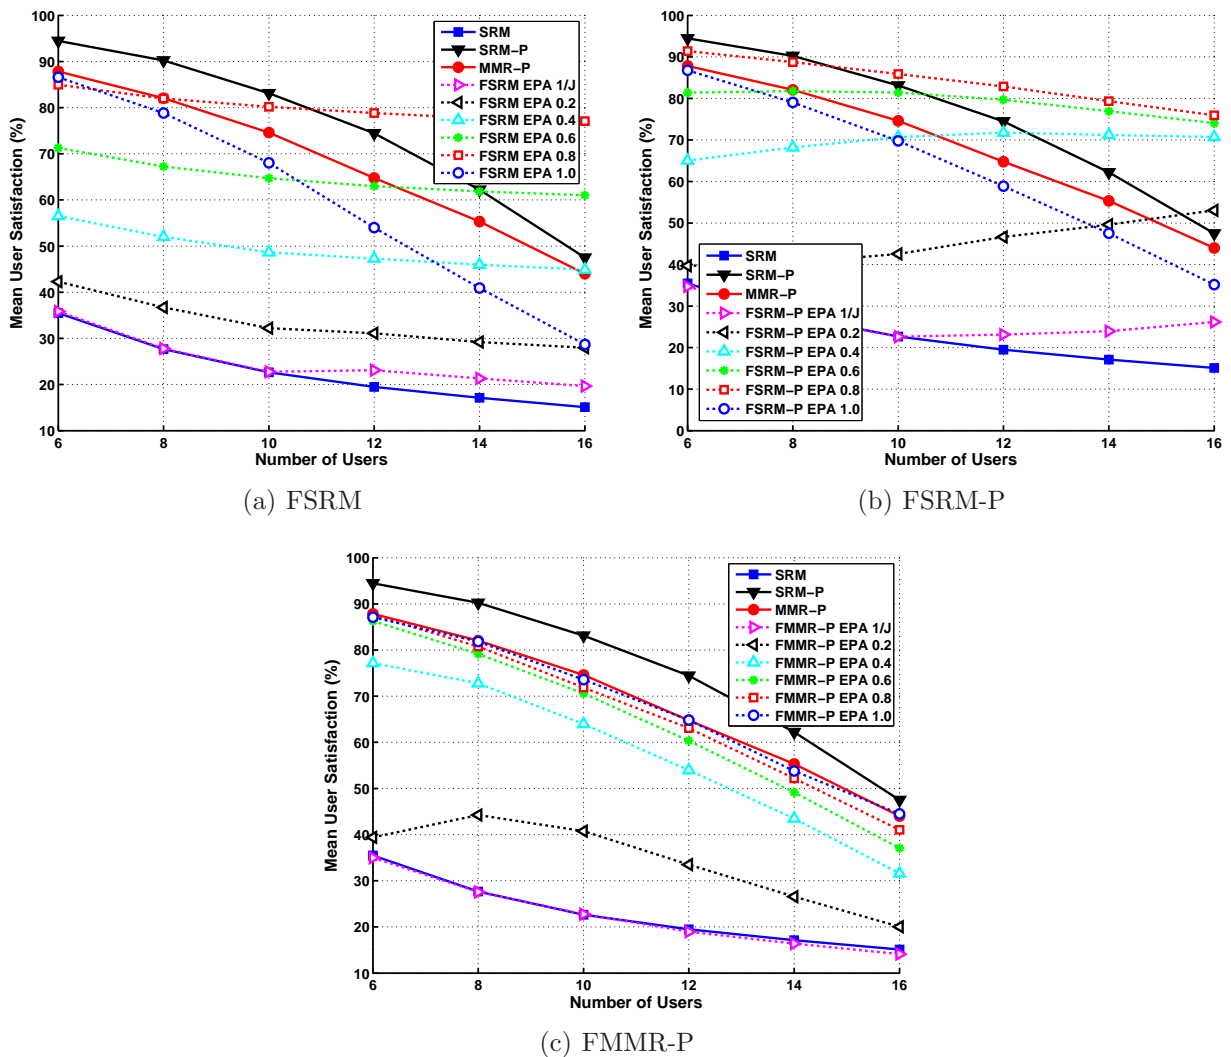 100
90
80
70
60
50
40
30
20
10
6
8
10
12
14
16
Mean User Satisfaction (%)
Number of Users
SRM
SRM−P
MMR−P
FSRM EPA 1/J
FSRM EPA 0.2
FSRM EPA 0.4
FSRM EPA 0.6
FSRM EPA 0.8
FSRM EPA 1.0
(a) FSRM
100
90
80
70
60
50
40
30
20
10
0
6
8
10
12
14
16
Mean User Satisfaction (%)
Number of Users
SRM
SRM−P
MMR−P
FSRM−P EPA 1/J
FSRM−P EPA 0.2
FSRM−P EPA 0.4
FSRM−P EPA 0.6
FSRM−P EPA 0.8
FSRM−P EPA 1.0
(b) FSRM-P
100
90
80
70
60
50
40
30
20
10
6
8
10
12
14
16
Mean User Satisfaction (%)
Number of Users
SRM
SRM−P
MMR−P
FMMR−P EPA 1/J
FMMR−P EPA 0.2
FMMR−P EPA 0.4
FMMR−P EPA 0.6
FMMR−P EPA 0.8
FMMR−P EPA 1.0
(c) FMMR-P